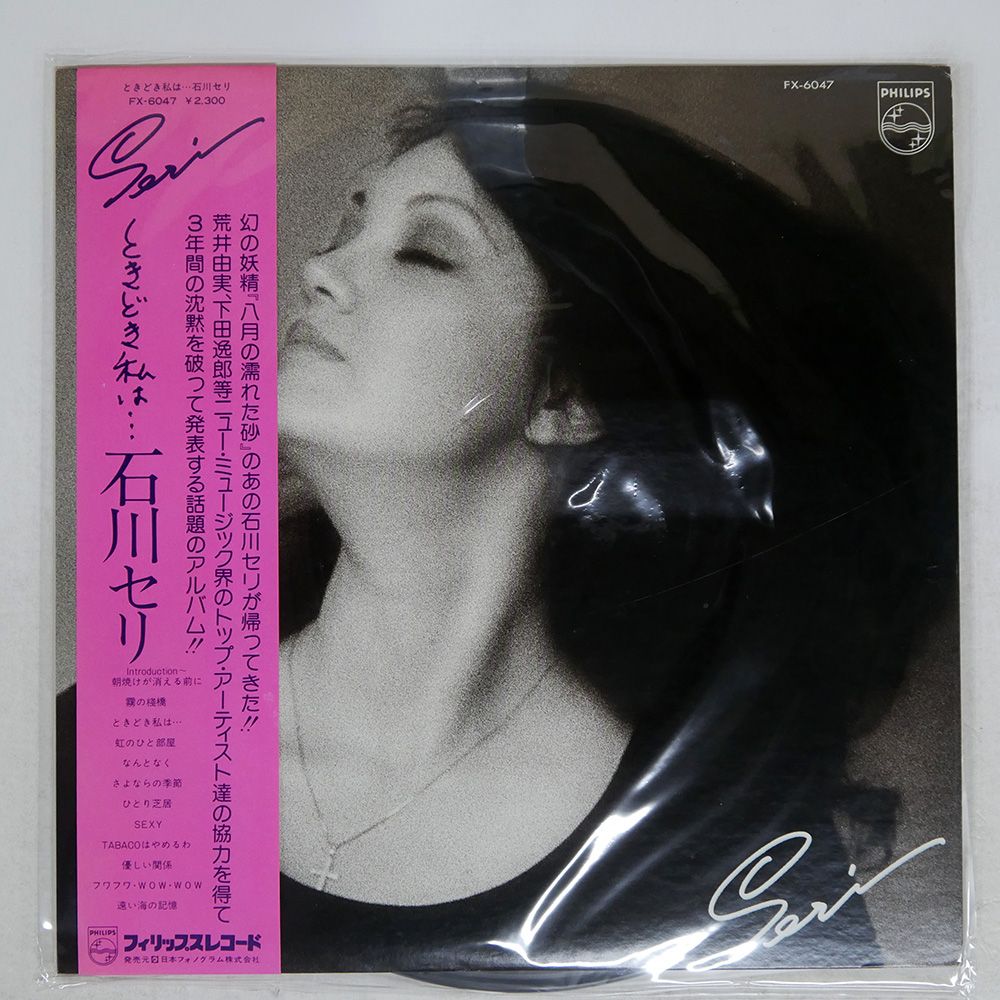 ときどき私は…石川セリ
FX-6047 ¥2,300
Seri
ときどき私は…
石川セリ
幻の妖精『八月の濡れた砂』のあの石川セリが帰ってきた!!
荒井由実、下田逸郎等ニュー・ミュージック界のトップ・アーティスト達の協力を得て
3年間の沈黙を破って発表する話題のアルバム!!
Introduction〜
朝焼けが消える前に
霧の桟橋
ときどき私は…
虹のひと部屋
なんとなく
さよならの季節
ひとり芝居
SEXY
TABACOはやめるわ
優しい関係
フワフワ・WOW・WOW
遠い海の記憶
PHILIPS
フィリップスレコード
発売元 日本フォノグラム株式会社
FX-6047
PHILIPS
Seri